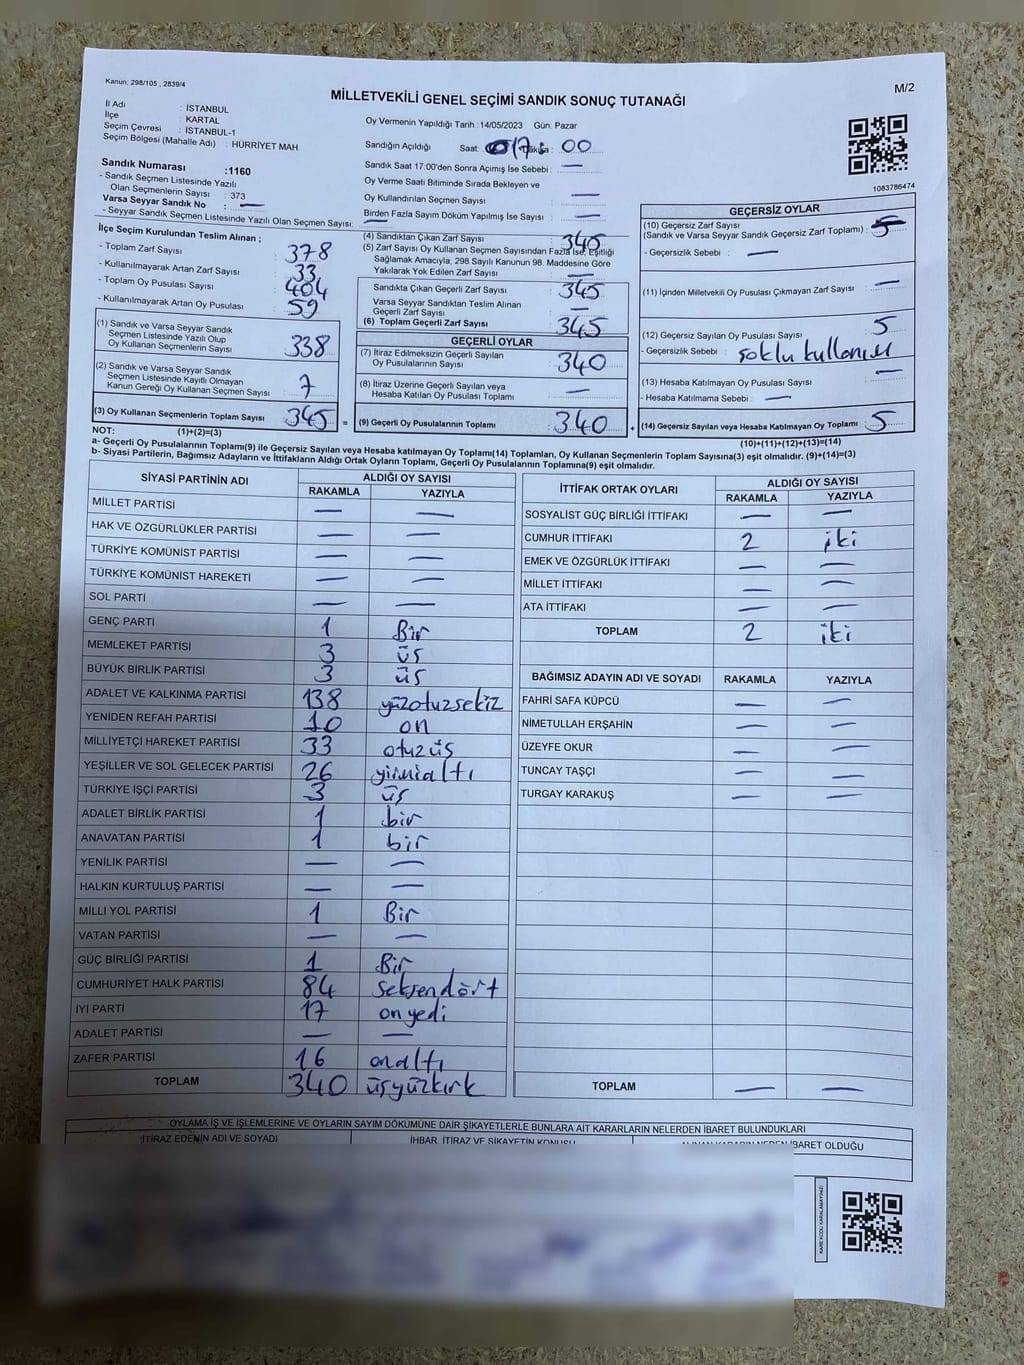 Kanun; 298/105 , 2839/4
M/2
MİLLETVEKİLİ GENEL SEÇİMİ SANDIK SONUÇ TUTANAĞI
İl Adı : İSTANBUL
İlçe : KARTAL
Seçim Çevresi : İSTANBUL-1
Seçim Bölgesi (Mahalle Adı) : HÜRRİYET MAH.
Oy Vermenin Yapıldığı Tarih :14/05/2023 Gün: Pazar
Sandığın Açıldığı Saat: 17: 00
Sandık Saat 17:00'den Sonra Açımış İse Sebebi : —
Oy Verme Saati Bitiminde Sırada Bekleyen ve
Oy Kullandırılan Seçmen Sayısı : —
Birden Fazla Sayım Döküm Yapılmış İse Sayısı : —
1083786474
Sandık Numarası :1160
- Sandık Seçmen Listesinde Yazılı
Olan Seçmenlerin Sayısı : 373
Varsa Seyyar Sandık No : —
- Seyyar Sandık Seçmen Listesinde Yazılı Olan Seçmen Sayısı: —
İlçe Seçim Kurulundan Teslim Alınan ;
- Toplam Zarf Sayısı : 378
- Kullanılmayarak Artan Zarf Sayısı : 33
- Toplam Oy Pusulası Sayısı : 404
- Kullanılmayarak Artan Oy Pusulası : 59
(1) Sandık ve Varsa Seyyar Sandık
Seçmen Listesinde Yazılı Olup
Oy Kullanan Seçmenlerin Sayısı : 338
(2) Sandık ve Varsa Seyyar Sandık
Seçmen Listesinde Kayıtlı Olmayan
Kanun Gereği Oy Kullanan Seçmen Sayısı : 7
(3) Oy Kullanan Seçmenlerin Toplam Sayısı : 345 =
(4) Sandıktan Çıkan Zarf Sayısı : 345
(5) Zarf Sayısı Oy Kullanan Seçmen Sayısından Fazla İse, Eşitliği
Sağlamak Amacıyla, 298 Sayılı Kanunun 98. Maddesine Göre
Yakılarak Yok Edilen Zarf Sayısı : —
Sandıkta Çıkan Geçerli Zarf Sayısı : 345
Varsa Seyyar Sandıktan Teslim Alınan
Geçerli Zarf Sayısı : —
(6) Toplam Geçerli Zarf Sayısı : 345
GEÇERLİ OYLAR
(7) İtiraz Edilmeksizin Geçerli Sayılan
Oy Pusulalarının Sayısı : 340
(8) İtiraz Üzerine Geçerli Sayılan veya
Hesaba Katılan Oy Pusulası Toplamı : —
(9) Geçerli Oy Pusulalarının Toplamı : 340 +
GEÇERSİZ OYLAR
(10) Geçersiz Zarf Sayısı
(Sandık ve Varsa Seyyar Sandık Geçersiz Zarf Toplamı) :
- Geçersizlik Sebebi : —
(11) İçinden Milletvekili Oy Pusulası Çıkmayan Zarf Sayısı : —
(12) Geçersiz Sayılan Oy Pusulası Sayısı : 5
- Geçersizlik Sebebi :
(13) Hesaba Katılmayan Oy Pusulası Sayısı : —
- Hesaba Katılmama Sebebi : —
(14) Geçersiz Sayılan veya Hesaba Katılmayan Oy Toplamı : 5
NOT: (1)+(2)=(3)
(10)+(11)+(12)+(13)=(14)
a- Geçerli Oy Pusulalarının Toplamı(9) ile Geçersiz Sayılan veya Hesaba Katılmayan Oy Toplamı(14) Toplamları, Oy Kullanan Seçmenlerin Toplam Sayısına(3) eşit olmalıdır. (9)+(14)=(3)
b- Siyasi Partilerin, Bağımsız Adayların ve İttifakların Aldığı Ortak Oyların Toplamı, Geçerli Oy Pusulalarının Toplamına(9) eşit olmalıdır.
SİYASİ PARTİNİN ADI ALDIĞI OY SAYISI
RAKAMLA YAZIYLA
MİLLET PARTİSİ — —
HAK VE ÖZGÜRLÜKLER PARTİSİ — —
TÜRKİYE KOMÜNİST PARTİSİ — —
TÜRKİYE KOMÜNİST HAREKETİ — —
SOL PARTİ — —
GENÇ PARTİ 1 Bir
MEMLEKET PARTİSİ 3 üç
BÜYÜK BİRLİK PARTİSİ 3 üç
ADALET VE KALKINMA PARTİSİ 138 yüzotuzsekiz
YENİDEN REFAH PARTİSİ 10 on
MİLLİYETÇİ HAREKET PARTİSİ 33 otuzüç
YEŞİLLER VE SOL GELECEK PARTİSİ 26 yirmialtı
TÜRKİYE İŞÇİ PARTİSİ 3 üç
ADALET BİRLİK PARTİSİ 1 bir
ANAVATAN PARTİSİ 1 bir
YENİLİK PARTİSİ — —
HALKIN KURTULUŞ PARTİSİ — —
MİLLİ YOL PARTİSİ 1 Bir
VATAN PARTİSİ — —
GÜÇ BİRLİĞİ PARTİSİ 1 Bir
CUMHURİYET HALK PARTİSİ 84 seksendört
İYİ PARTİ 17 onyedi
ADALET PARTİSİ — —
ZAFER PARTİSİ 16 onaltı
TOPLAM 340 üçyüzkırk
İTTİFAK ORTAK OYLARI ALDIĞI OY SAYISI
RAKAMLA YAZIYLA
SOSYALİST GÜÇ BİRLİĞİ İTTİFAKI — —
CUMHUR İTTİFAKI 2 iki
EMEK VE ÖZGÜRLÜK İTTİFAKI — —
MİLLET İTTİFAKI — —
ATA İTTİFAKI — —
TOPLAM 2 iki
BAĞIMSIZ ADAYIN ADI VE SOYADI RAKAMLA YAZIYLA
FAHRİ SAFA KÜPCÜ — —
NİMETULLAH ERŞAHİN — —
ÜZEYFE OKUR — —
TUNCAY TAŞÇI — —
TURGAY KARAKUŞ — —
TOPLAM — —
OYLAMA İŞ VE İŞLEMLERİNE VE OYLARIN SAYIM DÖKÜMÜNE DAİR ŞİKAYETLERLE BUNLARA AİT KARARLARIN NELERDEN İBARET BULUNDUKLARI
İTİRAZ EDENİN ADI VE SOYADI İHBAR, İTİRAZ VE ŞİKAYETİN KONUSU ALINAN KARARIN NEDEN İBARET OLDUĞU
KARE KODU KARALAMAYINIZ!